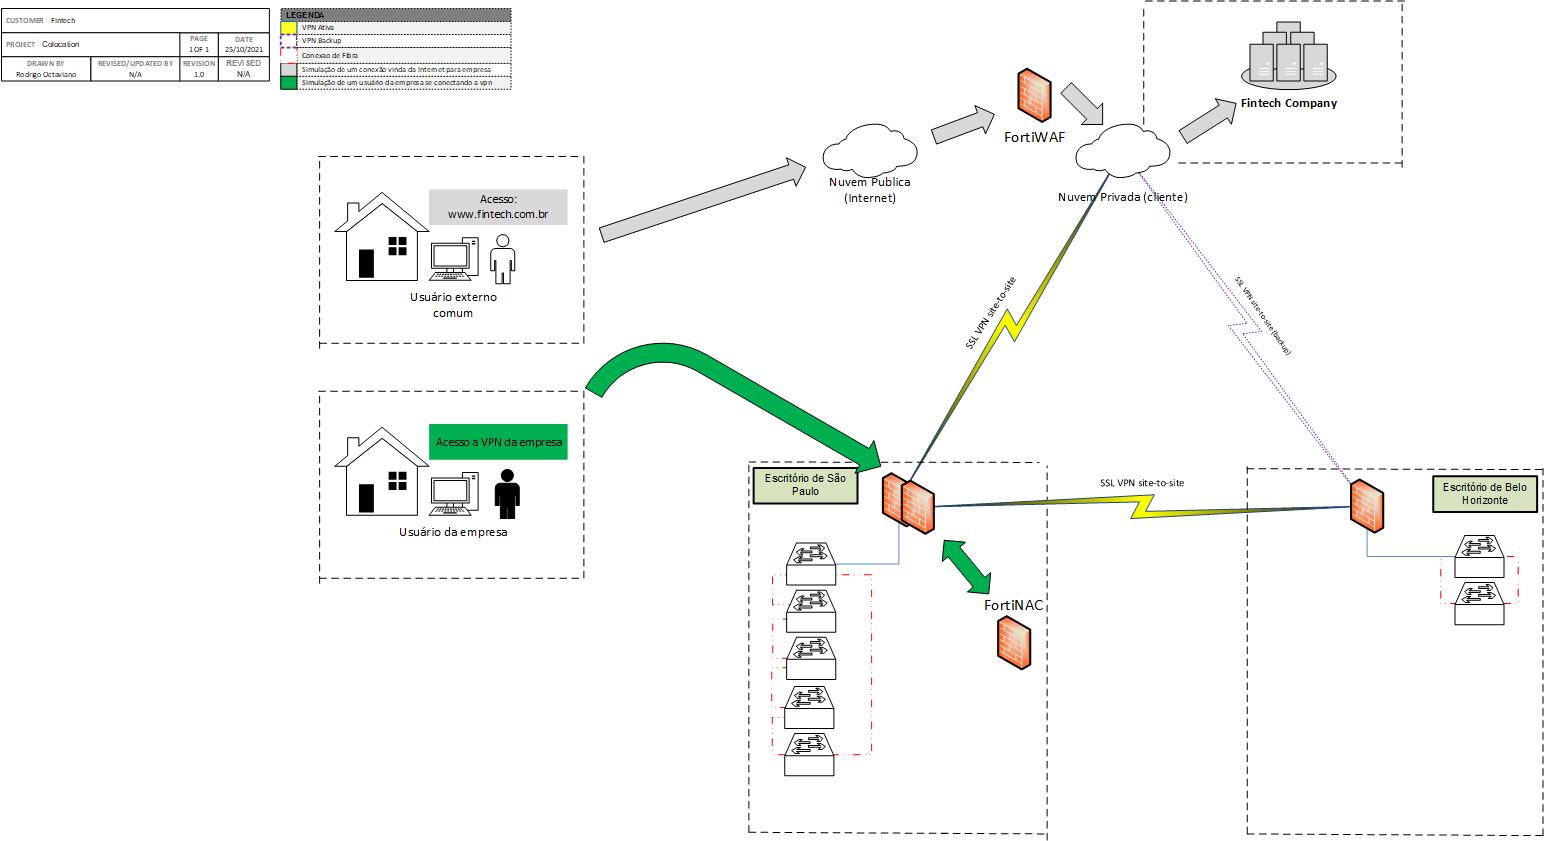 CUSTOMER Fintech
PROJECT Colocation
PAGE
1 OF 1
DATE
25/10/2021
DRAWN BY
Rodrigo Octaviano
REVISED/UPDATED BY
N/A
REVISION
1.0
REVISED
N/A
LEGENDA
VPN Ativa
VPN Backup
Conexao de Fibra
Simulação de um conexão vinda da Internet para empresa
Simulação de um usuário da empresa se conectando a vpn
Fintech Company
FortiWAF
Nuvem Publica
(Internet)
Nuvem Privada (cliente)
Acesso:
www.fintech.com.br
Usuário externo
comum
SSL VPN site-to-site
SSL VPN site-to-site (backup)
Acesso a VPN da empresa
Usuário da empresa
Escritório de São
Paulo
SSL VPN site-to-site
Escritório de Belo
Horizonte
FortiNAC